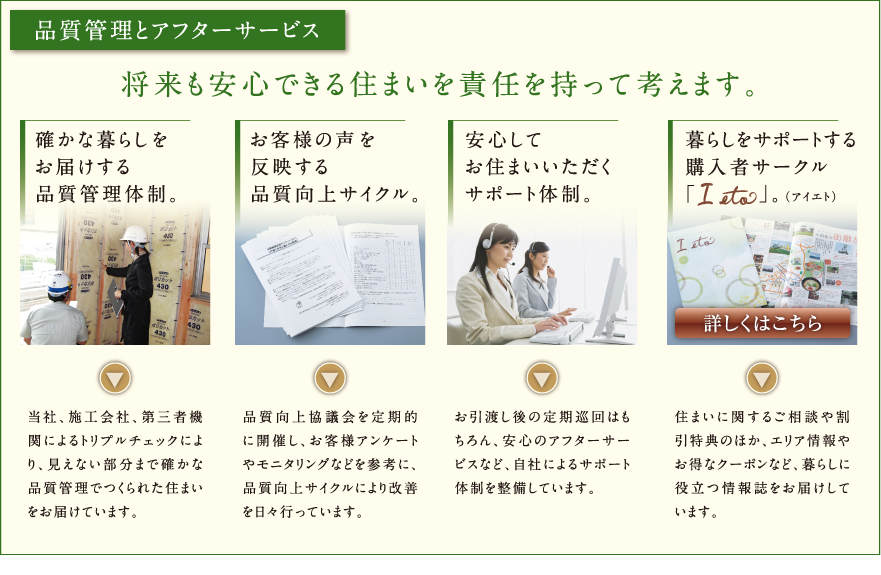 品質管理とアフターサービス
将来も安心できる住まいを責任を持って考えます。
確かな暮らしを
お届けする
品質管理体制。
お客様の声を
反映する
品質向上サイクル。
安心して
お住まいいただく
サポート体制。
暮らしをサポートする
購入者サークル
「I eto」。(アイエト)
430
430
430
I eto
詳しくはこちら
当社、施工会社、第三者機
関によるトリプルチェックによ
り、見えない部分まで確かな
品質管理でつくられた住まい
をお届けています。
品質向上協議会を定期的
に開催し、お客様アンケート
やモニタリングなどを参考に、
品質向上サイクルにより改善
を日々行っています。
お引渡し後の定期巡回はも
ちろん、安心のアフターサー
ビスなど、自社によるサポート
体制を整備しています。
住まいに関するご相談や割
引特典のほか、エリア情報や
お得なクーポンなど、暮らしに
役立つ情報誌をお届けして
います。